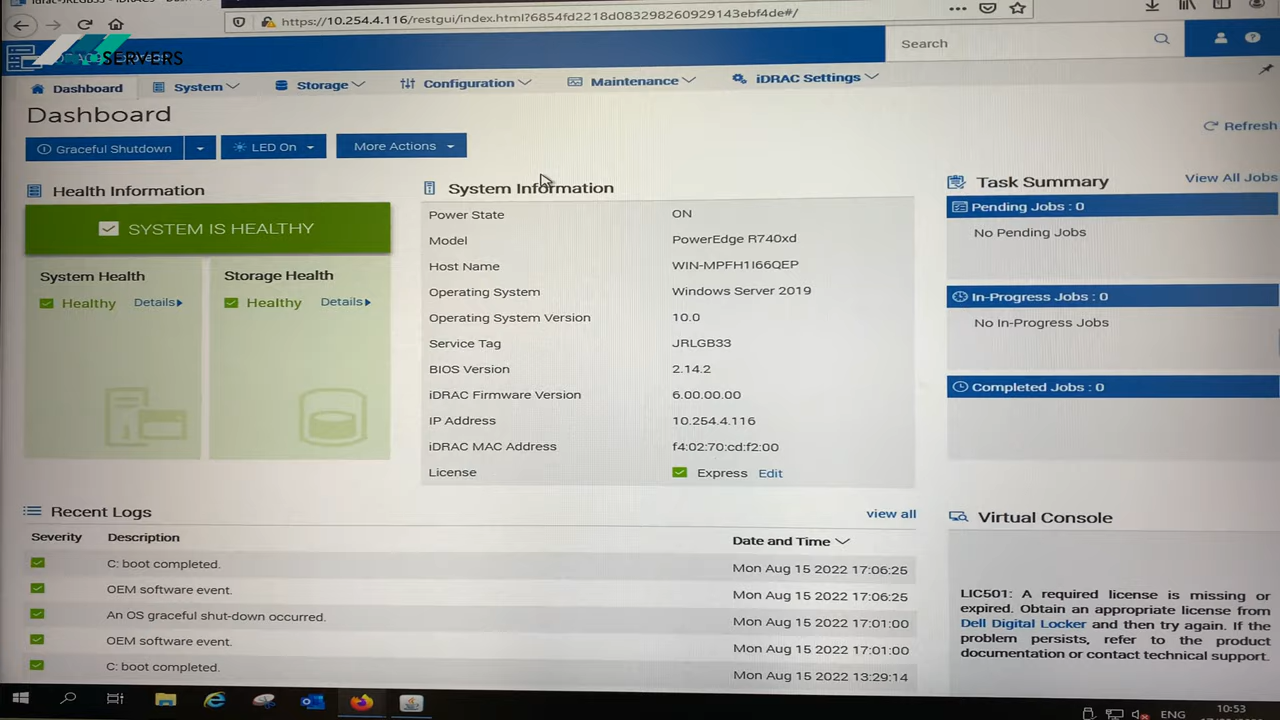 https://10.254.4.116/restgui/index.html?6854fd2218d083298260929143ebf4de#/
SERVERS
Search
Dashboard
System
Storage
Configuration
Maintenance
iDRAC Settings
Dashboard
Refresh
Graceful Shutdown
LED On
More Actions
Health Information
SYSTEM IS HEALTHY
System Health
Healthy Details
Storage Health
Healthy Details
System Information
Power State ON
Model PowerEdge R740xd
Host Name WIN-MPFH1I66QEP
Operating System Windows Server 2019
Operating System Version 10.0
Service Tag JRLGB33
BIOS Version 2.14.2
iDRAC Firmware Version 6.00.00.00
IP Address 10.254.4.116
iDRAC MAC Address f4:02:70:cd:f2:00
License Express Edit
Task Summary View All Jobs
Pending Jobs : 0
No Pending Jobs
In-Progress Jobs : 0
No In-Progress Jobs
Completed Jobs : 0
Recent Logs view all
Severity Description Date and Time
C: boot completed. Mon Aug 15 2022 17:06:25
OEM software event. Mon Aug 15 2022 17:06:25
An OS graceful shut-down occurred. Mon Aug 15 2022 17:01:00
OEM software event. Mon Aug 15 2022 17:01:00
C: boot completed. Mon Aug 15 2022 13:29:14
Virtual Console
LIC501: A required license is missing or
expired. Obtain an appropriate license from
Dell Digital Locker and then try again. If the
problem persists, refer to the product
documentation or contact technical support.
ENG
10:53